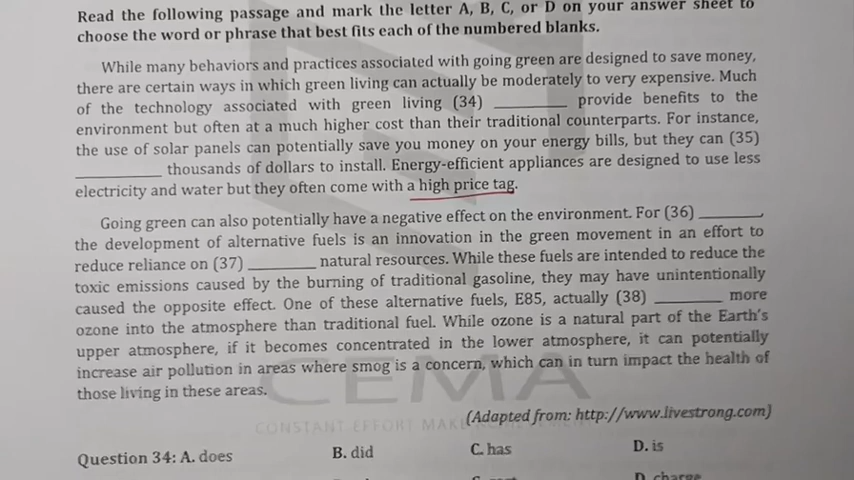 Read the following passage and mark the letter A, B, C, or D on your answer sheet to
choose the word or phrase that best fits each of the numbered blanks.
While many behaviors and practices associated with going green are designed to save money,
there are certain ways in which green living can actually be moderately to very expensive. Much
of the technology associated with green living (34) ________ provide benefits to the
environment but often at a much higher cost than their traditional counterparts. For instance,
the use of solar panels can potentially save you money on your energy bills, but they can (35)
________ thousands of dollars to install. Energy-efficient appliances are designed to use less
electricity and water but they often come with a high price tag.
Going green can also potentially have a negative effect on the environment. For (36) ________,
the development of alternative fuels is an innovation in the green movement in an effort to
reduce reliance on (37) ________ natural resources. While these fuels are intended to reduce the
toxic emissions caused by the burning of traditional gasoline, they may have unintentionally
caused the opposite effect. One of these alternative fuels, E85, actually (38) ________ more
ozone into the atmosphere than traditional fuel. While ozone is a natural part of the Earth's
upper atmosphere, if it becomes concentrated in the lower atmosphere, it can potentially
increase air pollution in areas where smog is a concern, which can in turn impact the health of
those living in these areas.
CEMA
(Adapted from: http://www.livestrong.com)
CONSTANT EFFORT
Question 34: A. does B. did C. has D. is
D. charge